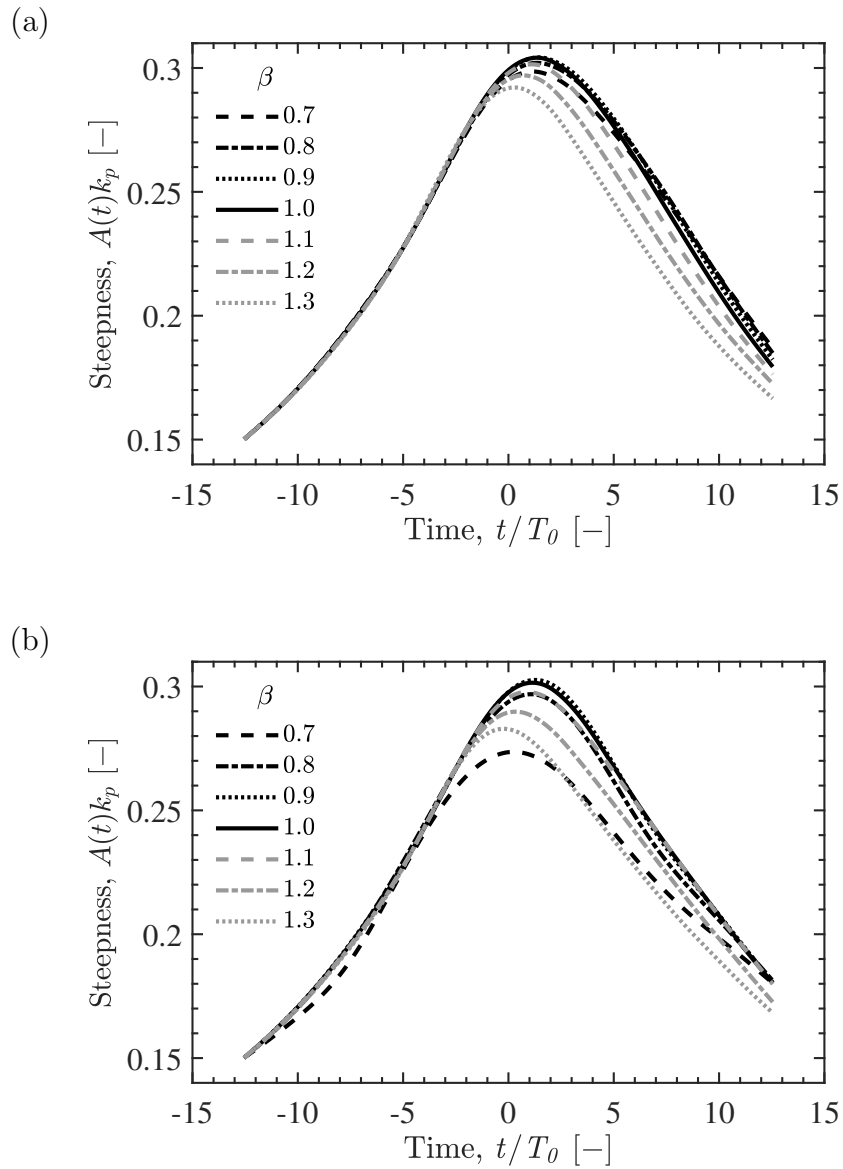 (a)
Steepness, A(t)k_p [−]
0.3
0.25
0.2
0.15
β
0.7
0.8
0.9
1.0
1.1
1.2
1.3
-15 -10 -5 0 5 10 15
Time, t/T_0 [−]
(b)
Steepness, A(t)k_p [−]
0.3
0.25
0.2
0.15
β
0.7
0.8
0.9
1.0
1.1
1.2
1.3
-15 -10 -5 0 5 10 15
Time, t/T_0 [−]